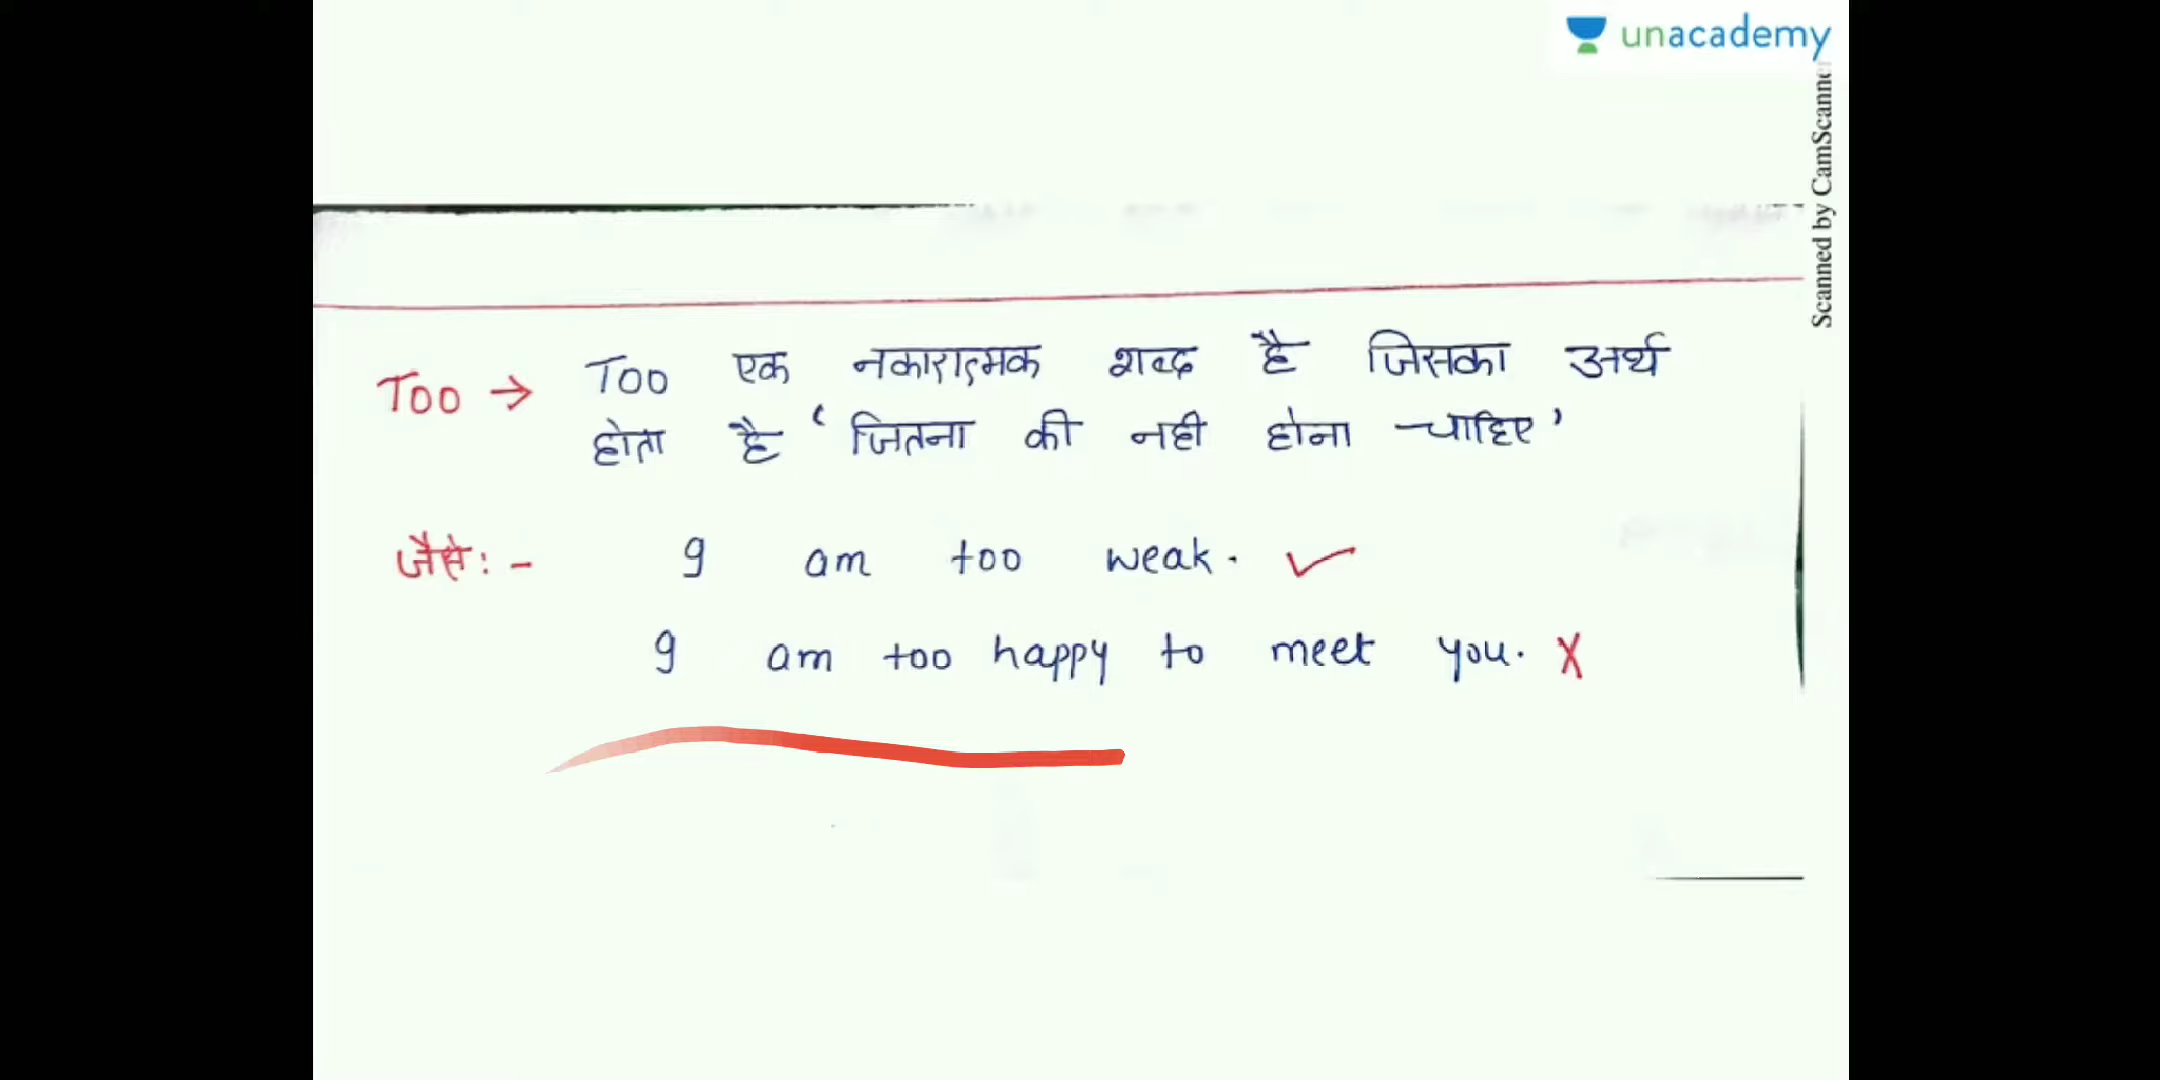 unacademy
Scanned by CamScanner
Too → Too एक नकारात्मक शब्द है जिसका अर्थ
होता है ‘जितना की नही होना चाहिए’
जैसे:- I am too weak. ✓
I am too happy to meet you. X